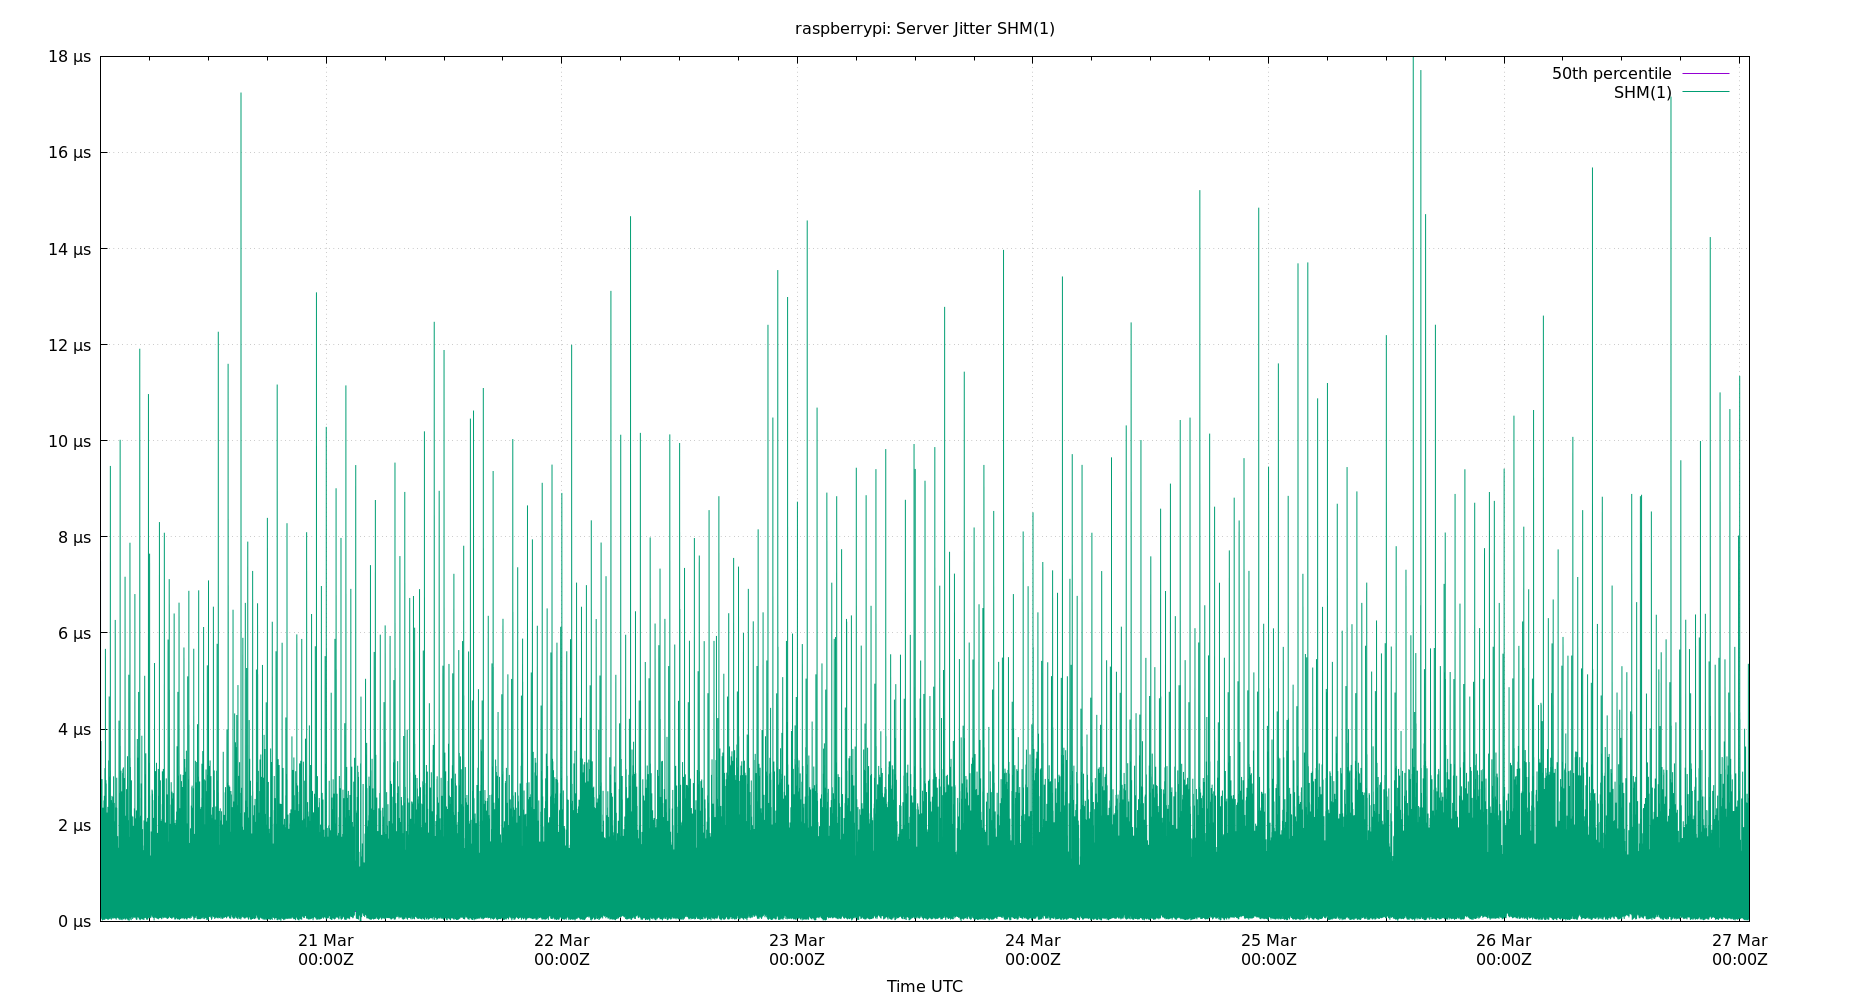 raspberrypi: Server Jitter SHM(1)
18 µs
50th percentile
SHM(1)
16 µs
14 µs
12 µs
10 µs
8 µs
6 µs
4 µs
2 µs
0 µs
21 Mar 22 Mar 23 Mar 24 Mar 25 Mar 26 Mar 27 Mar
00:00Z 00:00Z 00:00Z 00:00Z 00:00Z 00:00Z 00:00Z
Time UTC